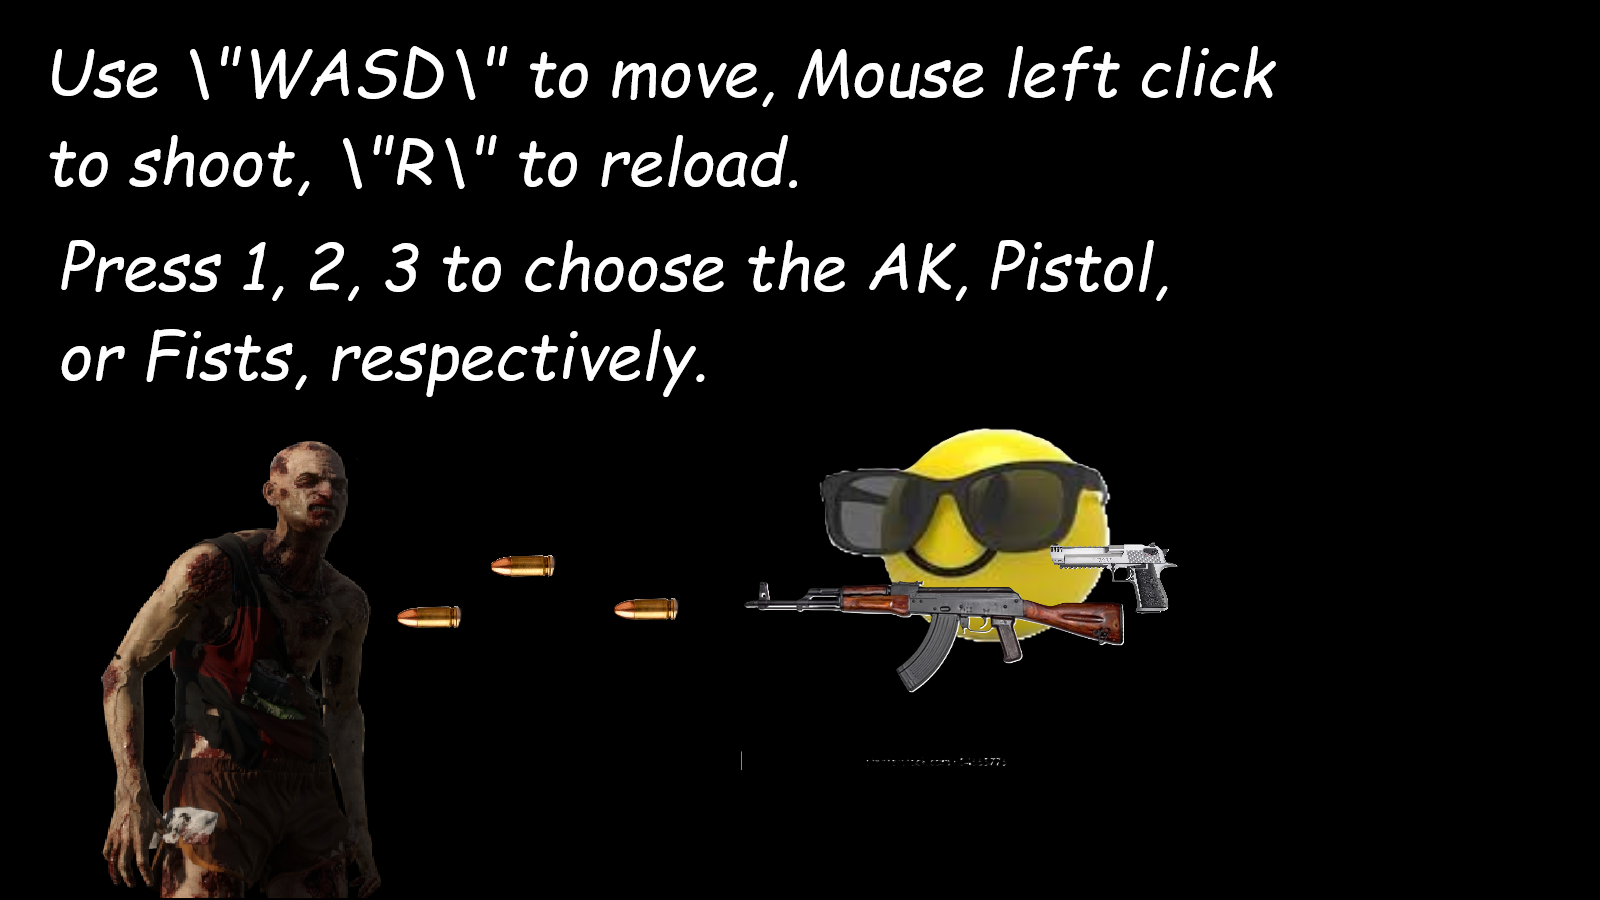 Use \"WASD\" to move, Mouse left click
to shoot, \"R\" to reload.
Press 1, 2, 3 to choose the AK, Pistol,
or Fists, respectively.